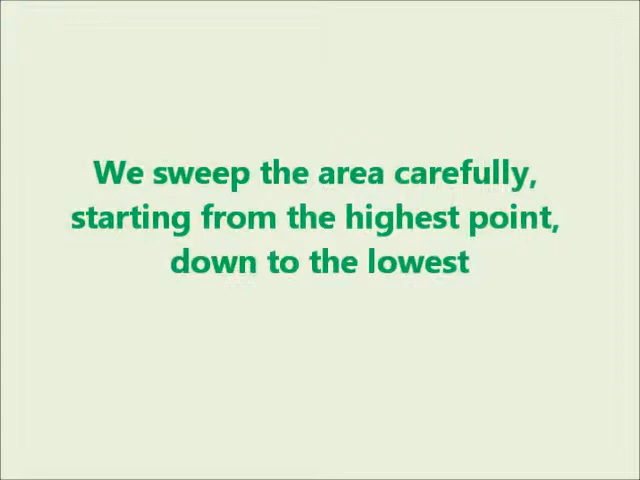 We sweep the area carefully,
starting from the highest point,
down to the lowest